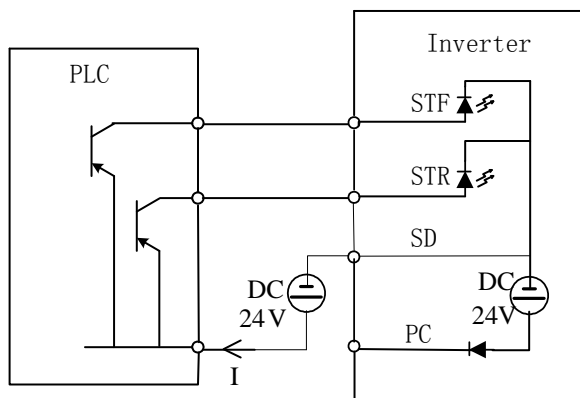 Inverter
PLC
STF
STR
SD
DC
24V
DC
24V
PC
I